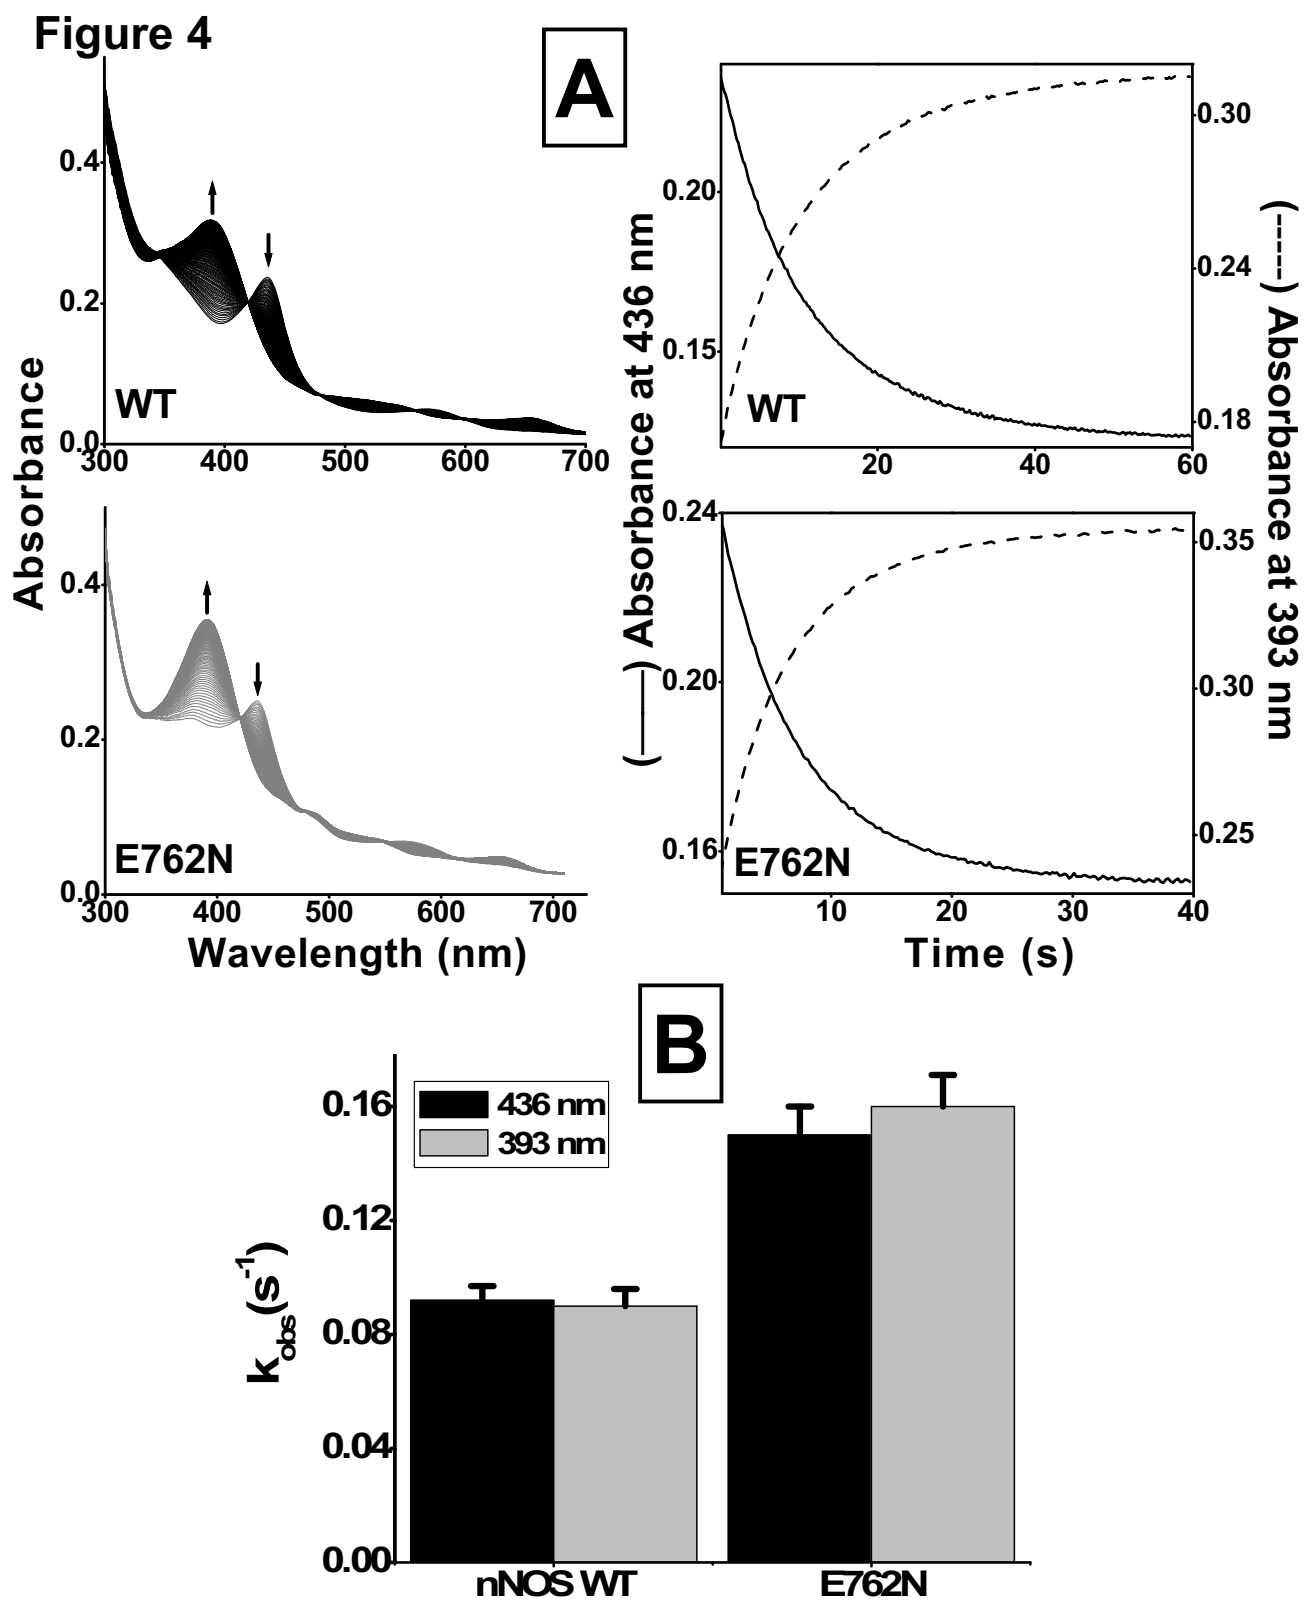 Figure 4
A
Absorbance
0.4
0.2
0.0
300 400 500 600 700
WT
0.4
0.2
0.0
300 400 500 600 700
E762N
Wavelength (nm)
(——) Absorbance at 436 nm
0.20
0.15
0.30
0.24
0.18
20 40 60
WT
0.24
0.20
0.16
0.35
0.30
0.25
10 20 30 40
E762N
Time (s)
(-----) Absorbance at 393 nm
B
436 nm
393 nm
kobs(s-1)
0.16
0.12
0.08
0.04
0.00
nNOS WT E762N